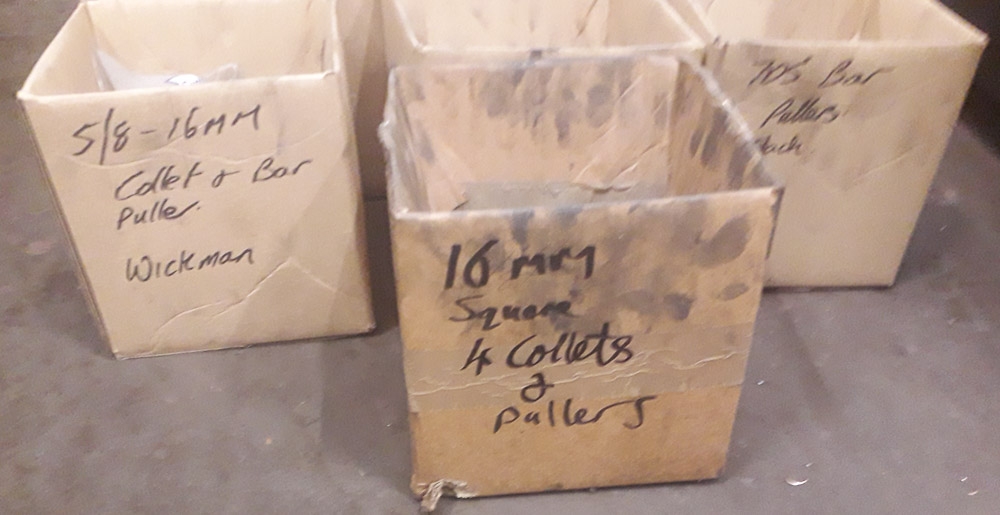 5/8-16MM
Collet & Bar
Puller.
Wickman
16 mm
Square
4 Collets
&
pullers
Bar
Pullers